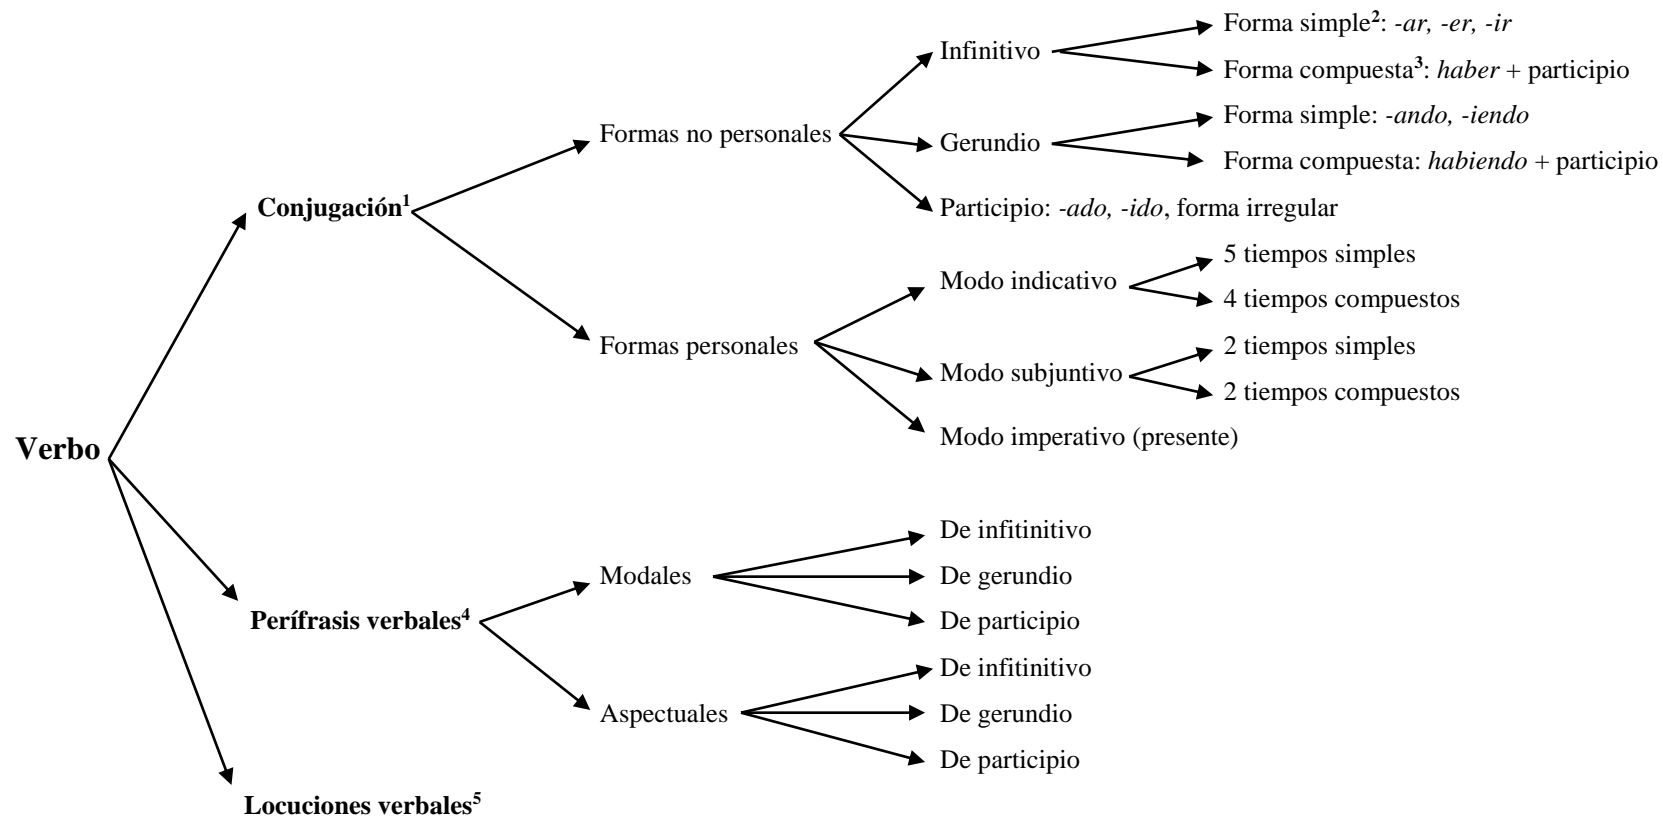 Forma simple²: -ar, -er, -ir
Infinitivo
Forma compuesta³: haber + participio
Forma simple: -ando, -iendo
Formas no personales
Gerundio
Forma compuesta: habiendo + participio
Conjugación¹
Participio: -ado, -ido, forma irregular
5 tiempos simples
Modo indicativo
4 tiempos compuestos
Formas personales
2 tiempos simples
Modo subjuntivo
2 tiempos compuestos
Modo imperativo (presente)
Verbo
De infitinitivo
Modales
De gerundio
De participio
Perífrasis verbales⁴
De infitinitivo
Aspectuales
De gerundio
De participio
Locuciones verbales⁵